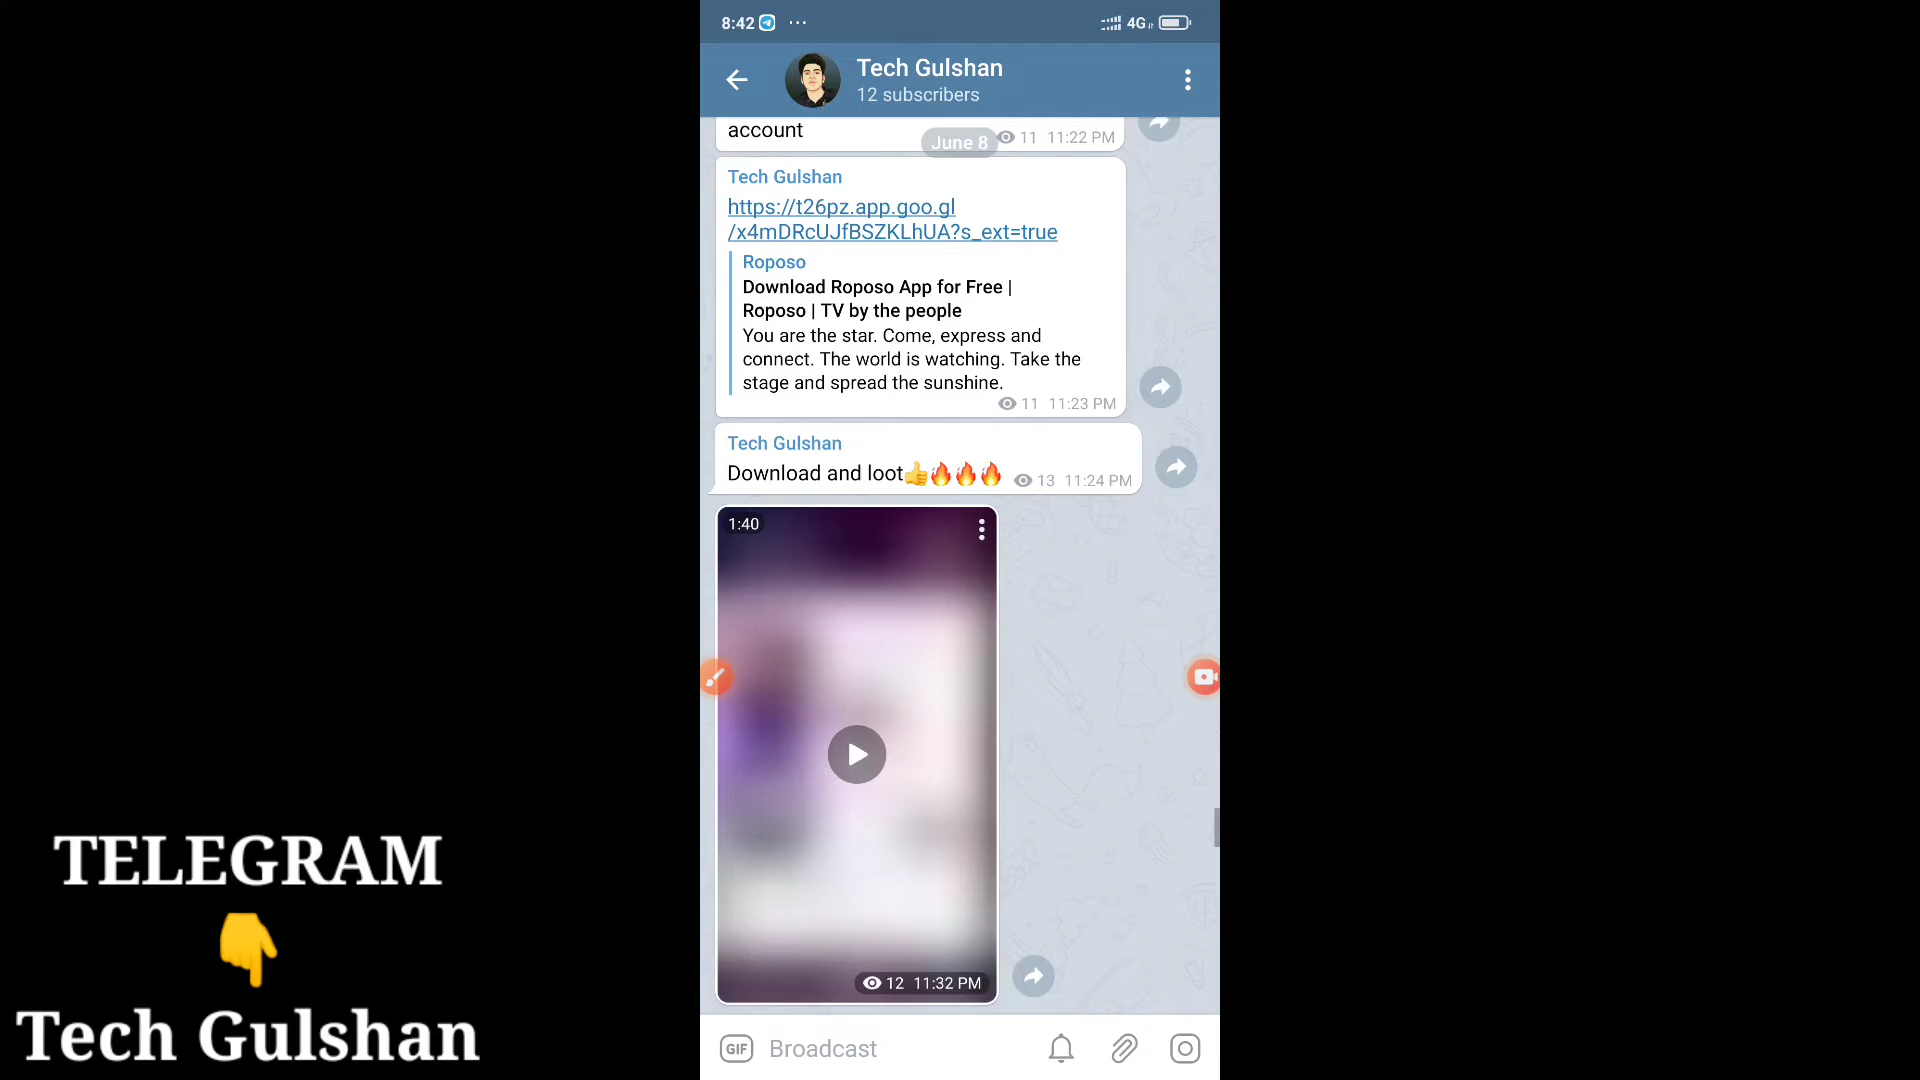 8:42
4G
Tech Gulshan
12 subscribers
account
June 8
11 11:22 PM
Tech Gulshan
https://t26pz.app.goo.gl
/x4mDRcUJfBSZKLhUA?s_ext=true
Roposo
Download Roposo App for Free |
Roposo | TV by the people
You are the star. Come, express and
connect. The world is watching. Take the
stage and spread the sunshine.
11 11:23 PM
Tech Gulshan
Download and loot👍🔥🔥🔥 13 11:24 PM
1:40
12 11:32 PM
GIF Broadcast
TELEGRAM
👇
Tech Gulshan